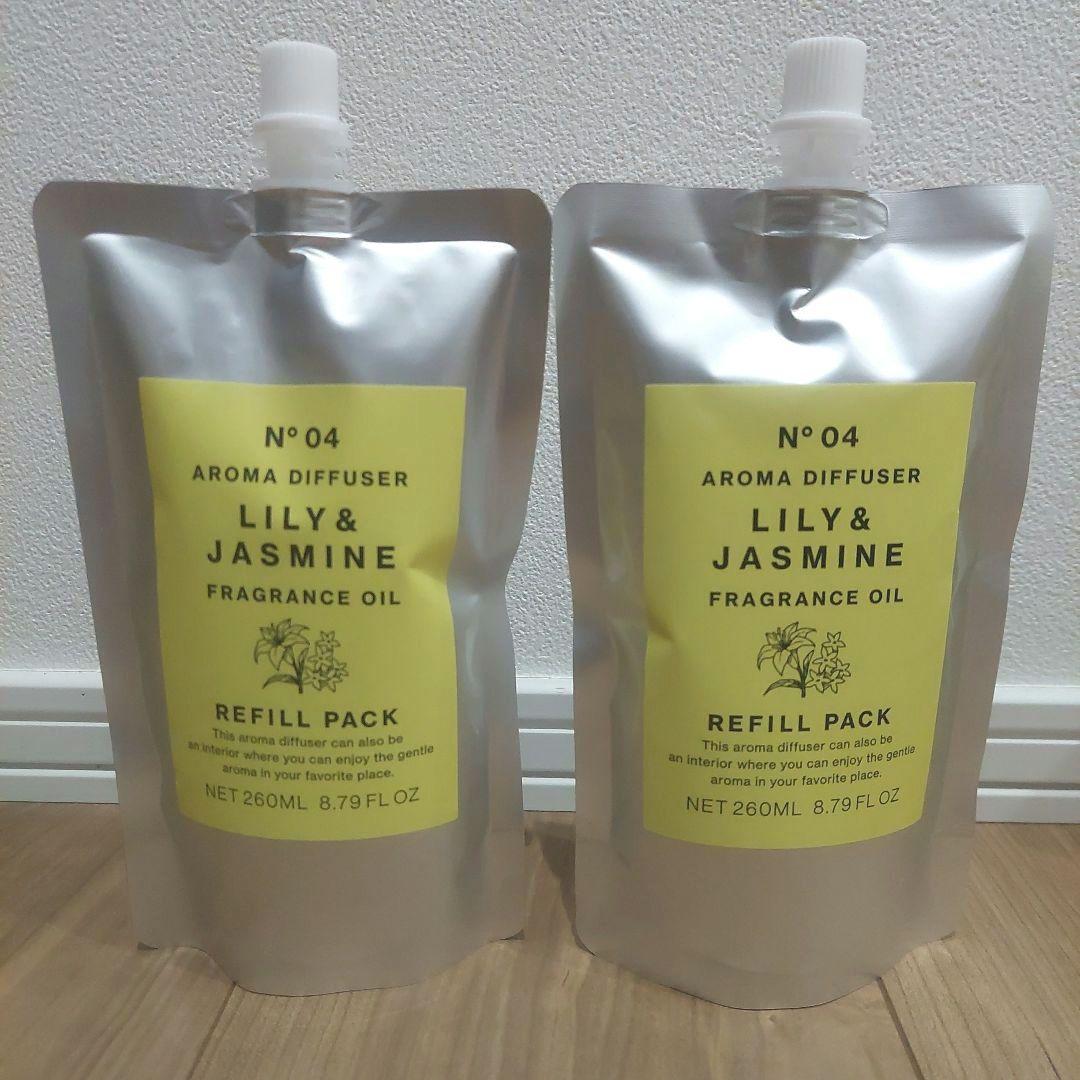 Nº 04
AROMA DIFFUSER
LILY &
JASMINE
FRAGRANCE OIL
REFILL PACK
This aroma diffuser can also be
an interior where you can enjoy the gentle
aroma in your favorite place.
NET 260ML 8.79 FL OZ
Nº 04
AROMA DIFFUSER
LILY &
JASMINE
FRAGRANCE OIL
REFILL PACK
This aroma diffuser can also be
an interior where you can enjoy the gentle
aroma in your favorite place.
NET 260ML 8.79 FL OZ